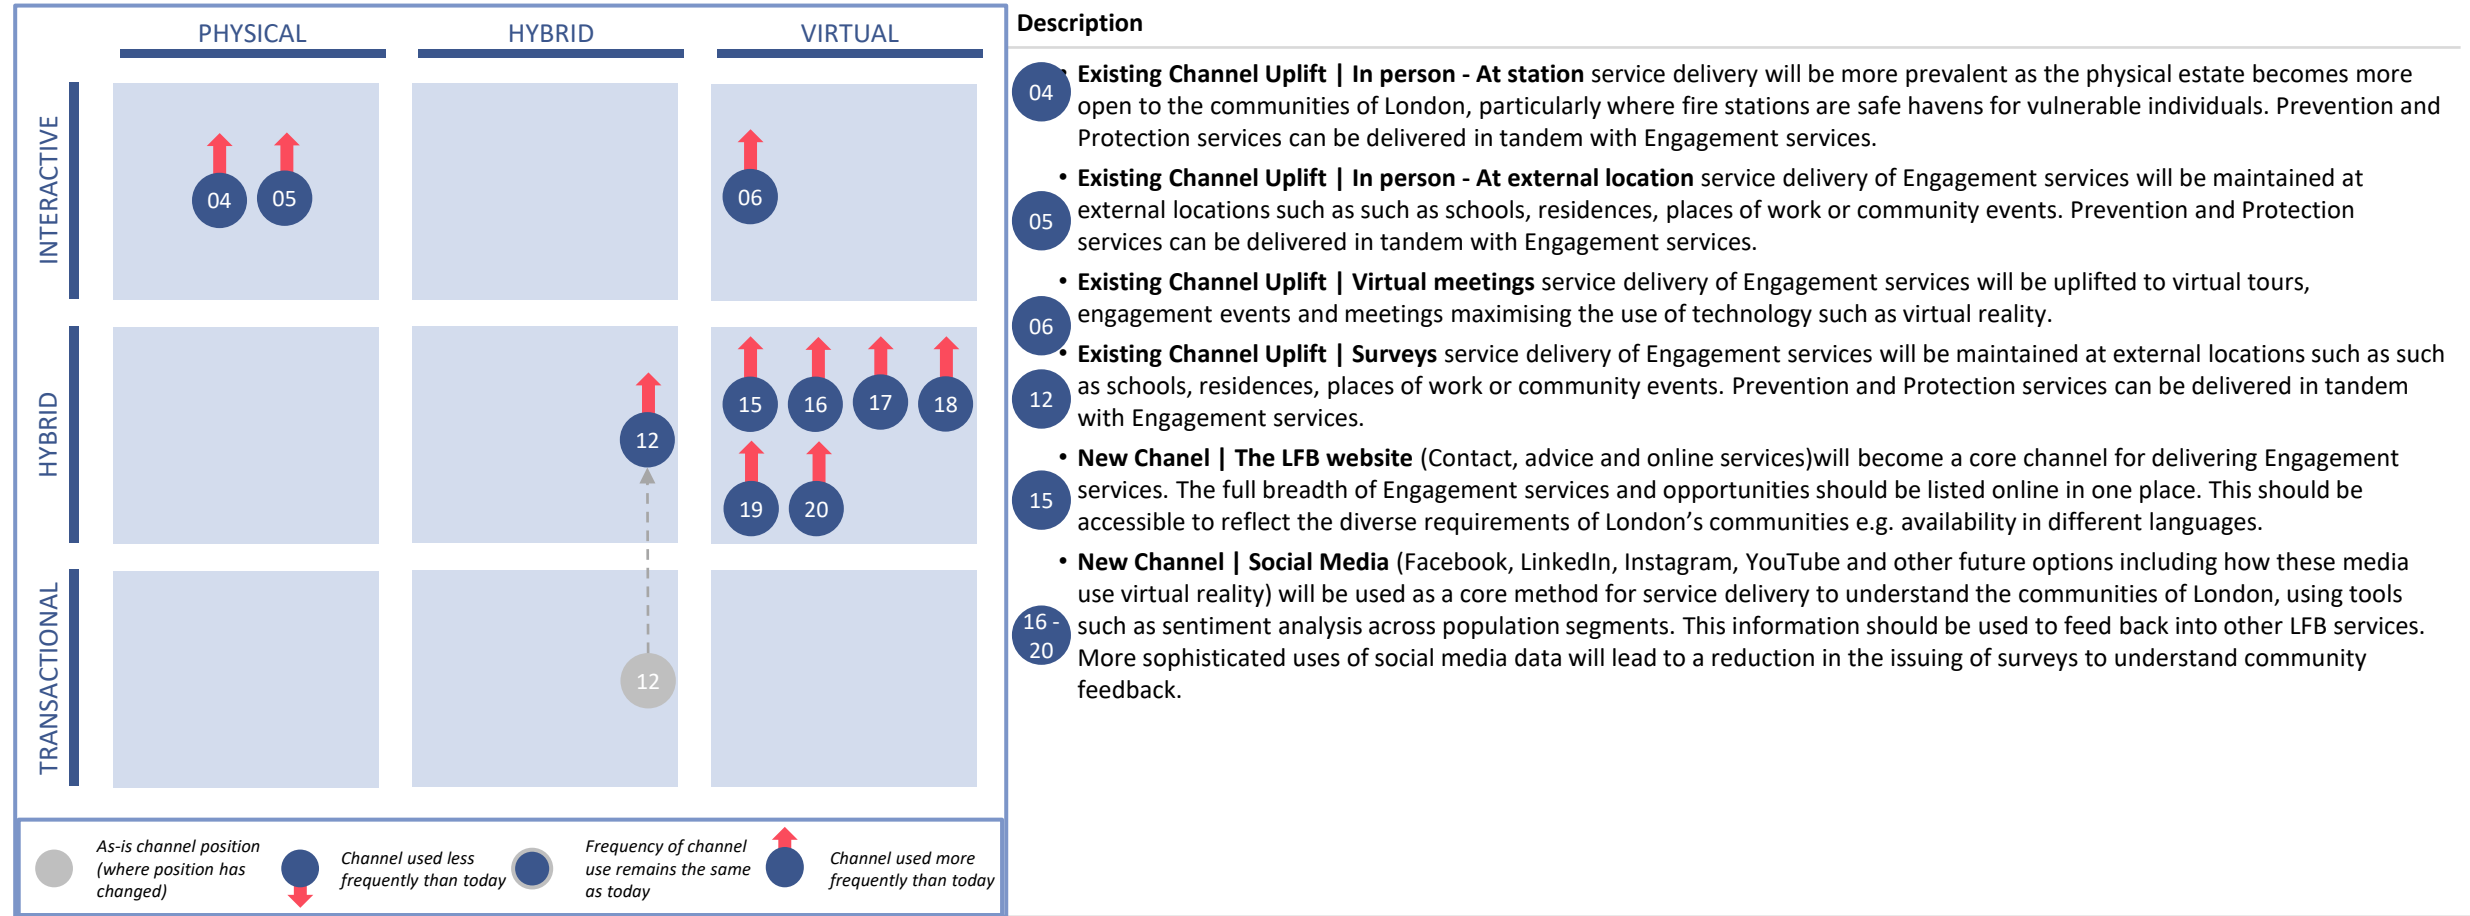 PHYSICAL
HYBRID
VIRTUAL
INTERACTIVE
04
05
06
HYBRID
12
15
16
17
18
19
20
TRANSACTIONAL
12
As-is channel position
(where position has
changed)
Channel used less
frequently than today
Frequency of channel
use remains the same
as today
Channel used more
frequently than today
Description
04
• Existing Channel Uplift | In person - At station service delivery will be more prevalent as the physical estate becomes more
open to the communities of London, particularly where fire stations are safe havens for vulnerable individuals. Prevention and
Protection services can be delivered in tandem with Engagement services.
05
• Existing Channel Uplift | In person - At external location service delivery of Engagement services will be maintained at
external locations such as such as schools, residences, places of work or community events. Prevention and Protection
services can be delivered in tandem with Engagement services.
06
• Existing Channel Uplift | Virtual meetings service delivery of Engagement services will be uplifted to virtual tours,
engagement events and meetings maximising the use of technology such as virtual reality.
12
• Existing Channel Uplift | Surveys service delivery of Engagement services will be maintained at external locations such as such
as schools, residences, places of work or community events. Prevention and Protection services can be delivered in tandem
with Engagement services.
15
• New Chanel | The LFB website (Contact, advice and online services)will become a core channel for delivering Engagement
services. The full breadth of Engagement services and opportunities should be listed online in one place. This should be
accessible to reflect the diverse requirements of London’s communities e.g. availability in different languages.
16 -
20
• New Channel | Social Media (Facebook, LinkedIn, Instagram, YouTube and other future options including how these media
use virtual reality) will be used as a core method for service delivery to understand the communities of London, using tools
such as sentiment analysis across population segments. This information should be used to feed back into other LFB services.
More sophisticated uses of social media data will lead to a reduction in the issuing of surveys to understand community
feedback.